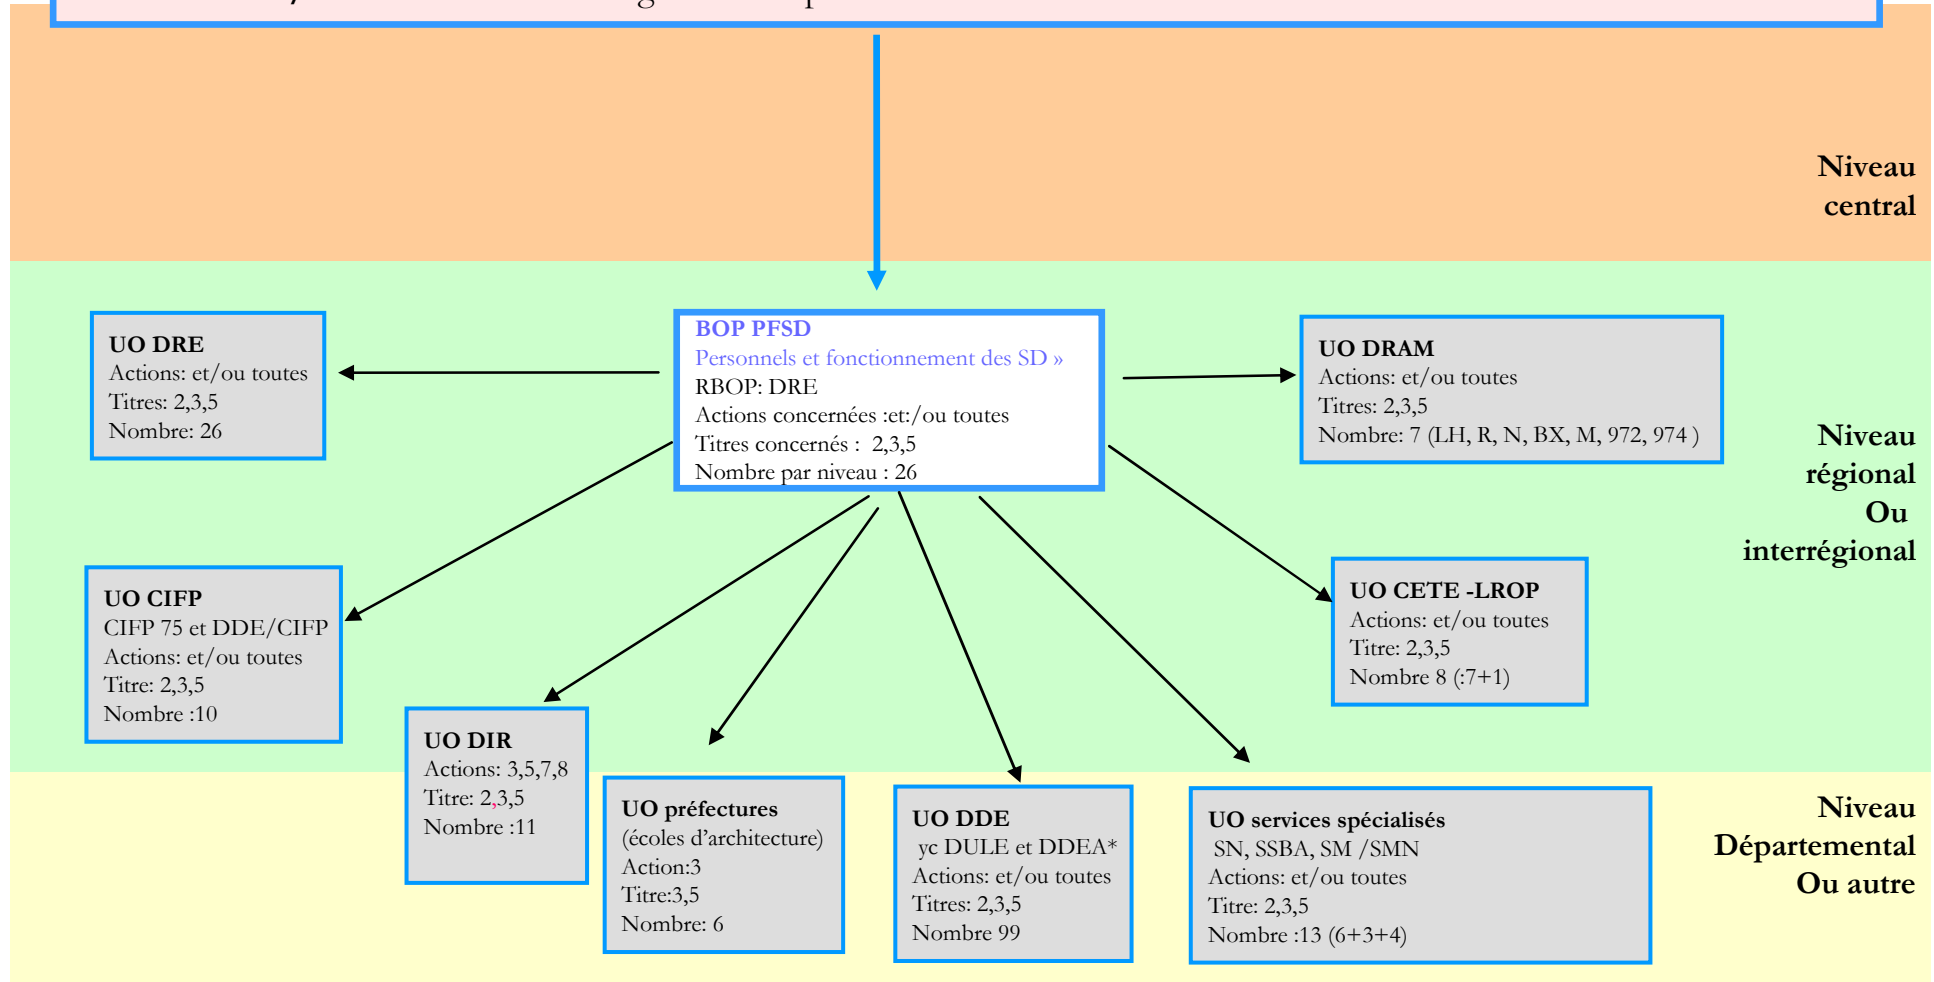 Niveau
central
UO DRE
Actions: et/ou toutes
Titres: 2,3,5
Nombre: 26
BOP PFSD
Personnels et fonctionnement des SD »
RBOP: DRE
Actions concernées :et:/ou toutes
Titres concernés :  2,3,5
Nombre par niveau : 26
UO DRAM
Actions: et/ou toutes
Titres: 2,3,5
Nombre: 7 (LH, R, N, BX, M, 972, 974 )
Niveau
régional
Ou
interrégional
UO CIFP
CIFP 75 et DDE/CIFP
Actions: et/ou toutes
Titre: 2,3,5
Nombre :10
UO CETE -LROP
Actions: et/ou toutes
Titre: 2,3,5
Nombre 8 (:7+1)
UO DIR
Actions: 3,5,7,8
Titre: 2,3,5
Nombre :11
UO préfectures
(écoles d’architecture)
Action:3
Titre:3,5
Nombre: 6
UO DDE
yc DULE et DDEA*
Actions: et/ou toutes
Titres: 2,3,5
Nombre 99
UO services spécialisés
SN, SSBA, SM /SMN
Actions: et/ou toutes
Titre: 2,3,5
Nombre :13 (6+3+4)
Niveau
Départemental
Ou autre